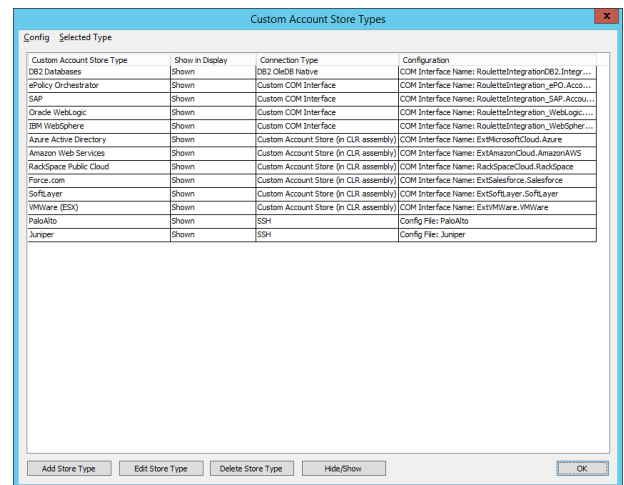 Custom Account Store Types
x
Config Selected Type
Custom Account Store Type Show in Display Connection Type Configuration
DB2 Databases Shown DB2 OleDB Native COM Interface Name: RouletteIntegrationDB2.Integr...
ePolicy Orchestrator Shown Custom COM Interface COM Interface Name: RouletteIntegration_ePO.Acco...
SAP Shown Custom COM Interface COM Interface Name: RouletteIntegration_SAP.Accou...
Oracle WebLogic Shown Custom COM Interface COM Interface Name: RouletteIntegration_WebLogic....
IBM WebSphere Shown Custom COM Interface COM Interface Name: RouletteIntegration_WebSpher...
Azure Active Directory Shown Custom Account Store (in CLR assembly) COM Interface Name: ExtMicrosoftCloud.Azure
Amazon Web Services Shown Custom Account Store (in CLR assembly) COM Interface Name: ExtAmazonCloud.AmazonAWS
RackSpace Public Cloud Shown Custom Account Store (in CLR assembly) COM Interface Name: RackSpaceCloud.RackSpace
Force.com Shown Custom Account Store (in CLR assembly) COM Interface Name: ExtSalesforce.Salesforce
SoftLayer Shown Custom Account Store (in CLR assembly) COM Interface Name: ExtSoftLayer.SoftLayer
VMWare (ESX) Shown Custom Account Store (in CLR assembly) COM Interface Name: ExtVMWare.VMWare
PaloAlto Shown SSH Config File: PaloAlto
Juniper Shown SSH Config File: Juniper
Add Store Type Edit Store Type Delete Store Type Hide/Show OK